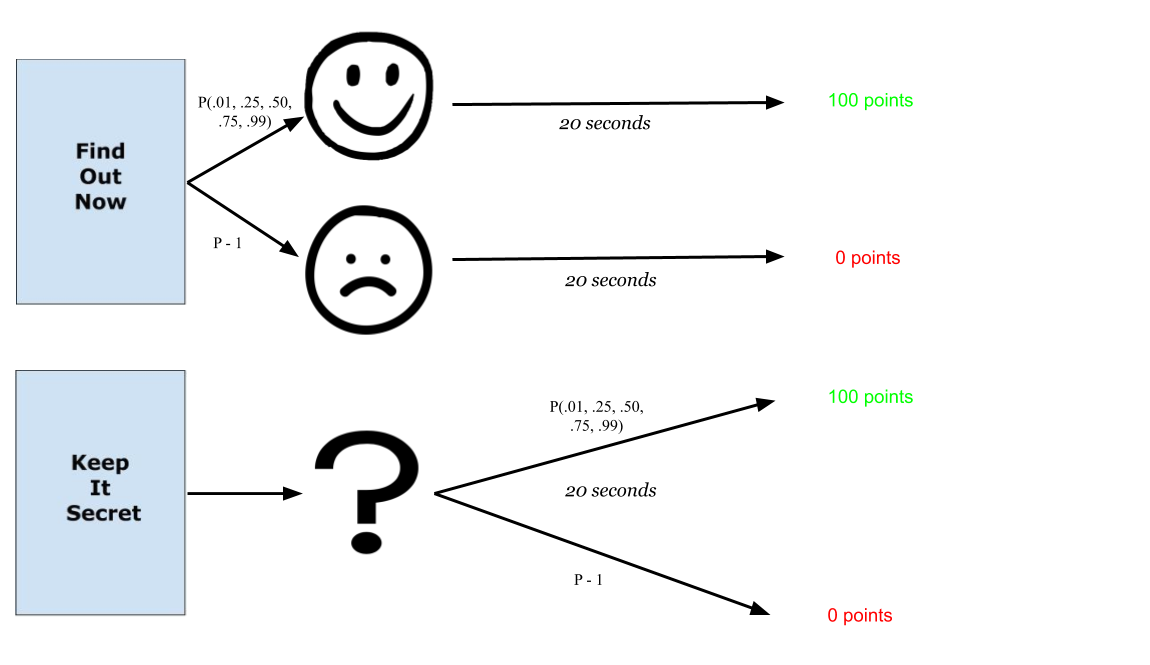 Find
Out
Now
P(.01, .25, .50,
.75, .99)
P - 1
20 seconds
100 points
20 seconds
0 points
Keep
It
Secret
?
P(.01, .25, .50,
.75, .99)
20 seconds
P - 1
100 points
0 points